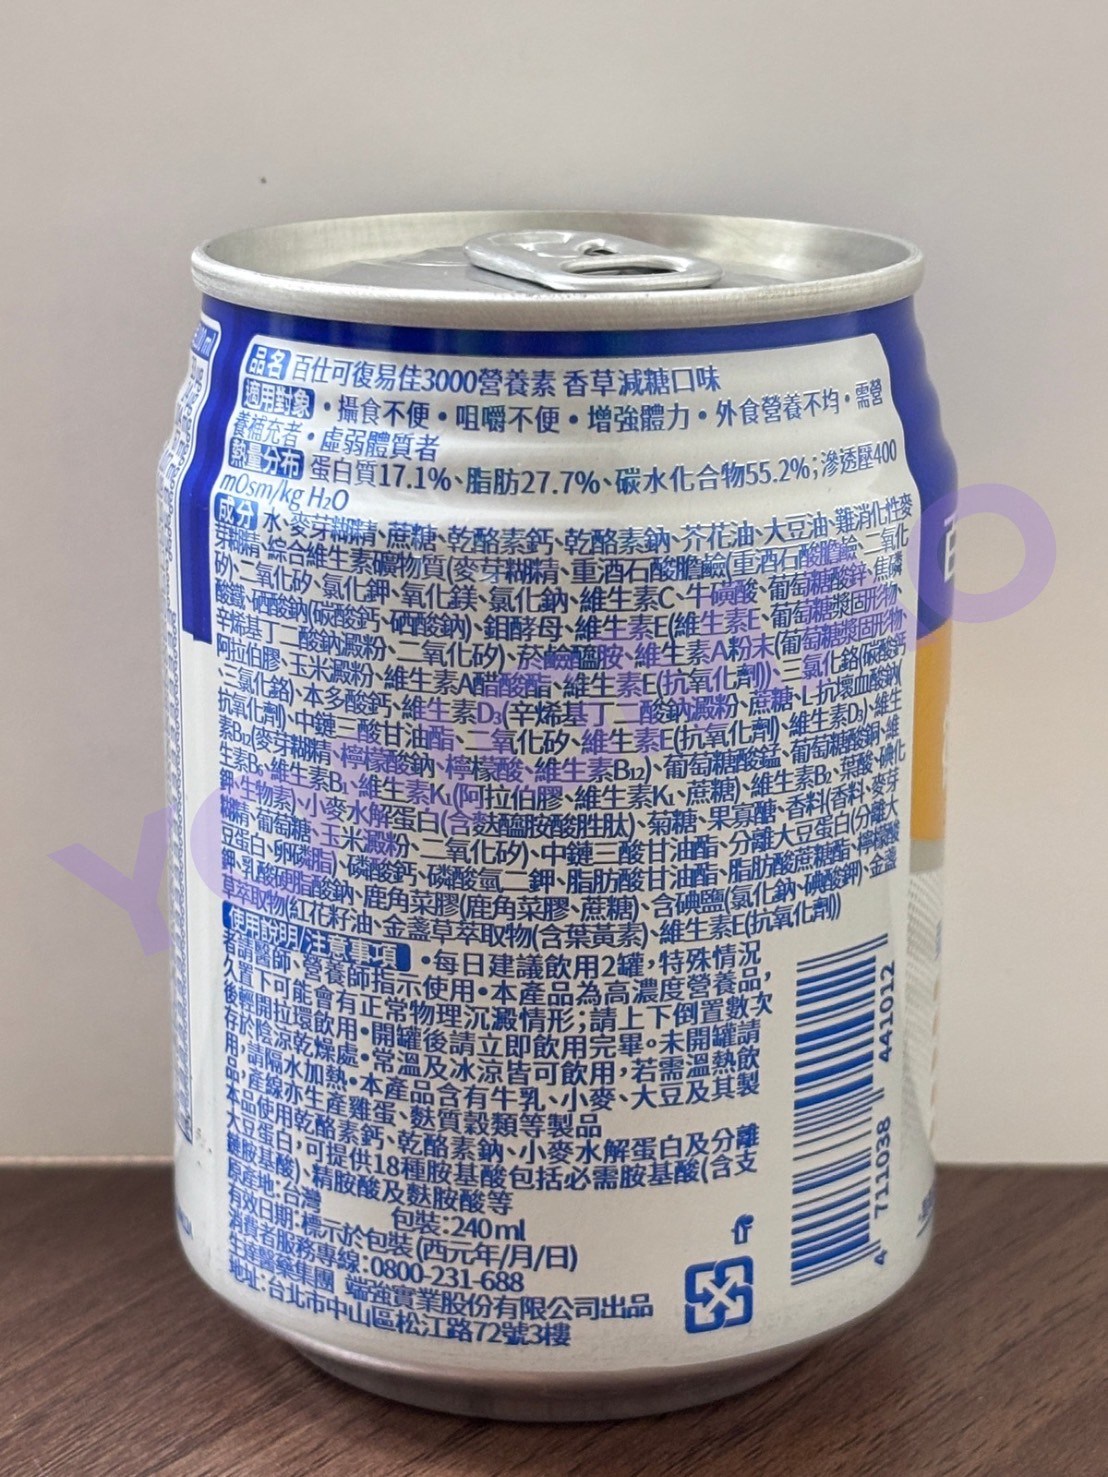 品名 百仕可復易佳3000營養素 香草減糖口味
適用對象 ・攝食不便・咀嚼不便・增強體力・外食營養不均・需營
養補充者・虛弱體質者
熱量分布 蛋白質17.1%、脂肪27.7%、碳水化合物55.2%;滲透壓400
mOsm/kg H₂O
成分 水、麥芽糊精、蔗糖、乾酪素鈣、乾酪素鈉、芥花油、大豆油、難消化性麥
芽糊精、綜合維生素礦物質(麥芽糊精、重酒石酸膽鹼(重酒石酸膽鹼、二氧化
矽)、二氧化矽、氯化鉀、氧化鎂、氯化鈉、維生素C、牛磺酸、葡萄糖酸鋅、焦磷
酸鐵、硒酸鈉(碳酸鈣、硒酸鈉)、鉬酵母、維生素E(維生素E、葡萄糖漿固形物、
辛烯基丁二酸鈉澱粉、二氧化矽)、菸鹼醯胺、維生素A粉末(葡萄糖漿固形物、
阿拉伯膠、玉米澱粉、維生素A醋酸酯、維生素E(抗氧化劑))、三氯化鉻(碳酸鈣
、三氯化鉻)、本多酸鈣、維生素D₃(辛烯基丁二酸鈉澱粉、蔗糖、L-抗壞血酸鈉(
抗氧化劑)、中鏈三酸甘油酯、二氧化矽、維生素E(抗氧化劑)、維生素D₃)、維生
素B₁₂(麥芽糊精、檸檬酸鈉、檸檬酸、維生素B₁₂)、葡萄糖酸錳、葡萄糖酸銅、維
生素B₆、維生素B₁、維生素K₁(阿拉伯膠、維生素K₁、蔗糖)、維生素B₂、葉酸、碘化
鉀、生物素)、小麥水解蛋白(含麩醯胺酸胜肽)、菊糖、果寡醣、香料(香料、麥芽
糊精、葡萄糖、玉米澱粉、二氧化矽)、中鏈三酸甘油酯、分離大豆蛋白(分離大
豆蛋白、卵磷脂)、磷酸鈣、磷酸氫二鉀、脂肪酸甘油酯、脂肪酸蔗糖酯、檸檬酸
鉀、乳酸硬脂酸鈉、鹿角菜膠(鹿角菜膠、蔗糖)、含碘鹽(氯化鈉、碘酸鉀)、金盞
草萃取物(紅花籽油、金盞草萃取物(含葉黃素)、維生素E(抗氧化劑))
使用說明/注意事項 ・每日建議飲用2罐,特殊情況
者請醫師、營養師指示使用・本產品為高濃度營養品,
久置下可能會有正常物理沉澱情形;請上下倒置數次
後輕開拉環飲用・開罐後請立即飲用完畢。未開罐請
存於陰涼乾燥處・常溫及冰涼皆可飲用,若需溫熱飲
用,請隔水加熱・本產品含有牛乳、小麥、大豆及其製
品,產線亦生產雞蛋、麩質穀類等製品
本品使用乾酪素鈣、乾酪素鈉、小麥水解蛋白及分離
大豆蛋白,可提供18種胺基酸包括必需胺基酸(含支
鏈胺基酸)、精胺酸及麩胺酸等
原產地:台灣 包裝:240ml
有效日期:標示於包裝(西元年/月/日)
消費者服務專線:0800-231-688
生達醫藥集團 端強實業股份有限公司出品
地址:台北市中山區松江路72號3樓
4 711038 441012